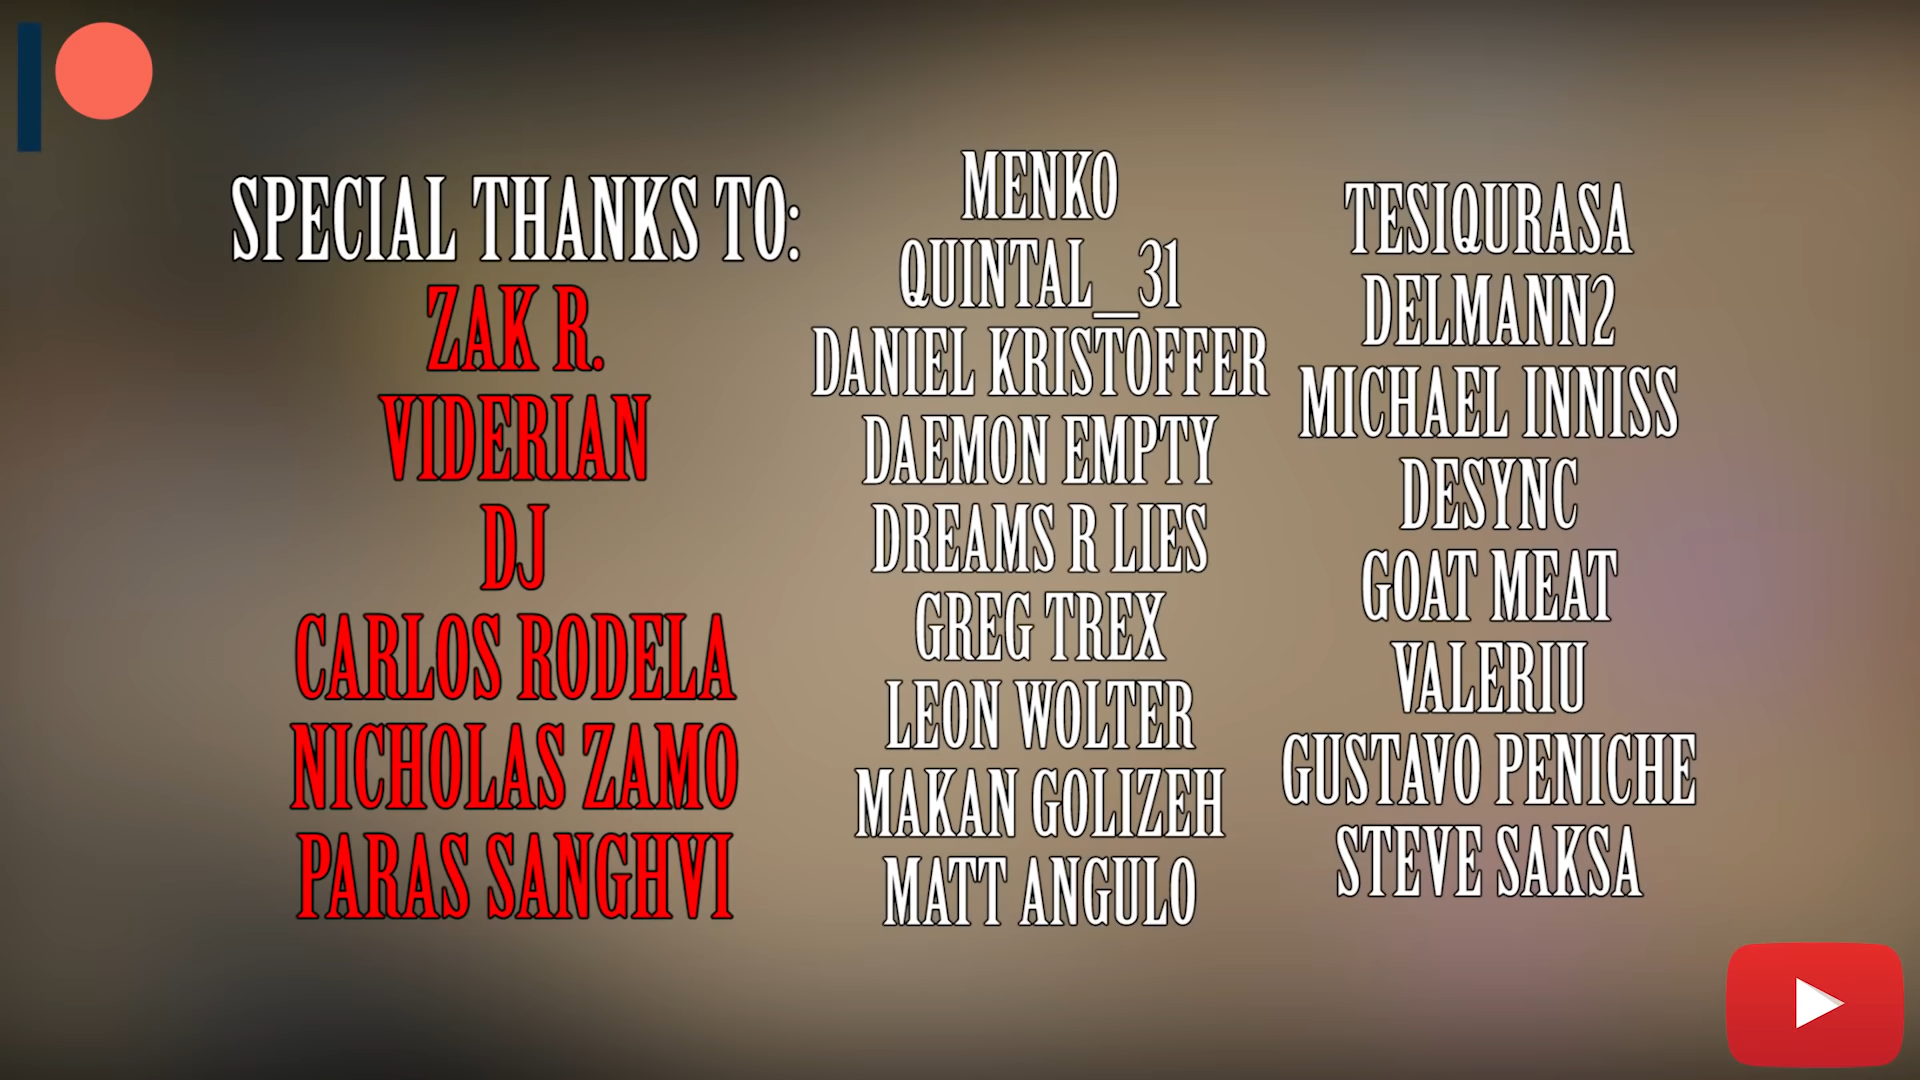 SPECIAL THANKS TO:
ZAK R.
VIDERIAN
DJ
CARLOS RODELA
NICHOLAS ZAMO
PARAS SANGHVI
MENKO
QUINTAL_31
DANIEL KRISTOFFER
DAEMON EMPTY
DREAMS R LIES
GREG TREX
LEON WOLTER
MAKAN GOLIZEH
MATT ANGULO
TESIQURASA
DELMANN2
MICHAEL INNISS
DESYNC
GOAT MEAT
VALERIU
GUSTAVO PENICHE
STEVE SAKSA